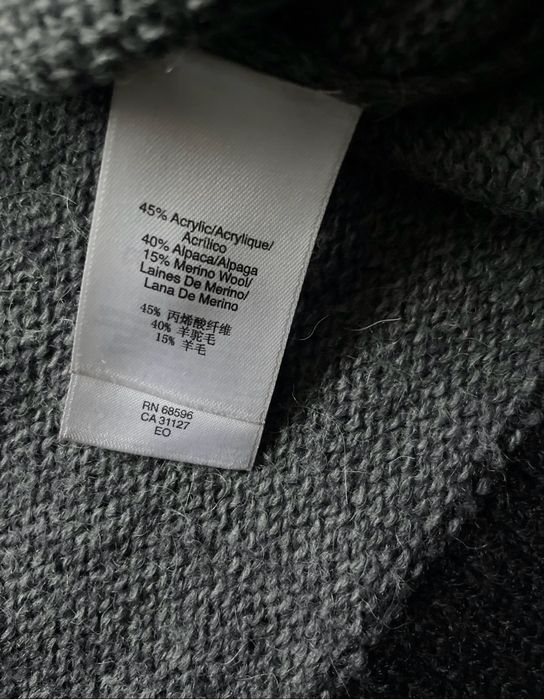 45% Acrylic/Acrylique/
Acrílico
40% Alpaca/Alpaga
15% Merino Wool/
Laines De Merino/
Lana De Merino
45% 丙烯酸纤维
40% 羊驼毛
15% 羊毛
RN 68596
CA 31127
EO